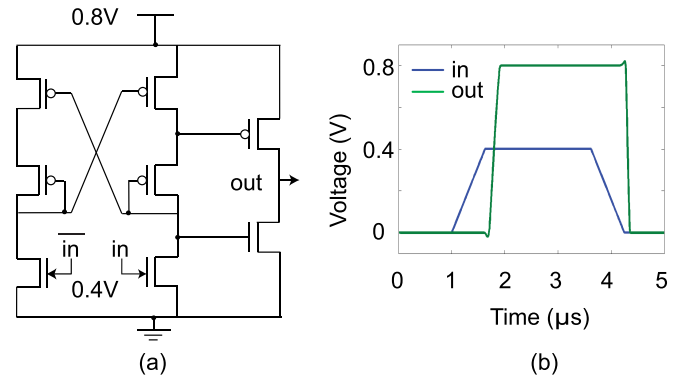 0.8V
out
in
in
0.4V
(a)
in
out
0.8
0.4
0
Voltage (V)
0 1 2 3 4 5
Time (µs)
(b)